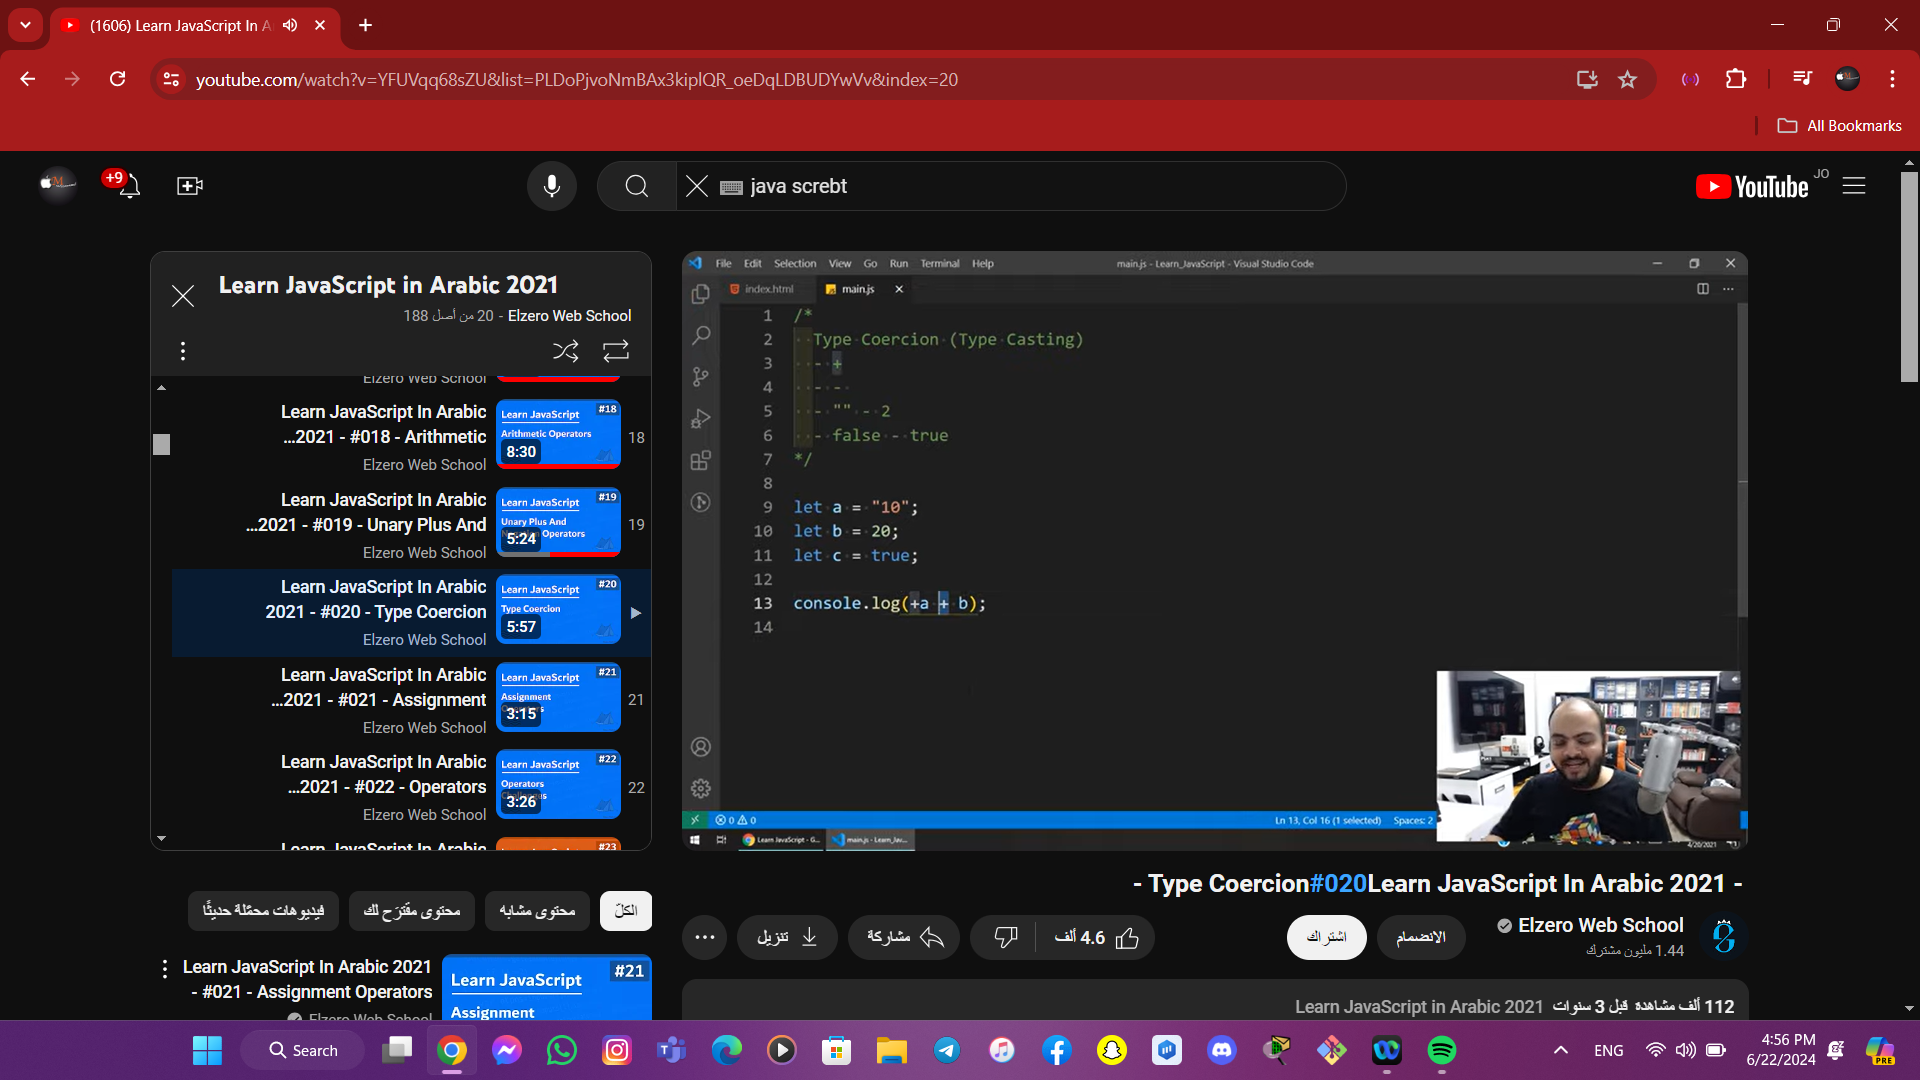 (1606) Learn JavaScript In A
youtube.com/watch?v=YFUVqq68sZU&list=PLDoPjvoNmBAx3kiplQR_oeDqLDBUDYwVv&index=20
All Bookmarks
+9
java screbt
YouTube JO
Learn JavaScript in Arabic 2021
Elzero Web School - 20 من أصل 188
Elzero Web School
Learn JavaScript In Arabic
2021 - #018 - Arithmetic...
Elzero Web School
Learn JavaScript #18
Arithmetic Operators
8:30
18
Learn JavaScript In Arabic
2021 - #019 - Unary Plus And...
Elzero Web School
Learn JavaScript #19
Unary Plus And
Operators
5:24
19
Learn JavaScript In Arabic
2021 - #020 - Type Coercion
Elzero Web School
Learn JavaScript #20
Type Coercion
5:57
Learn JavaScript In Arabic
2021 - #021 - Assignment...
Elzero Web School
Learn JavaScript #21
Assignment
3:15
21
Learn JavaScript In Arabic
2021 - #022 - Operators...
Elzero Web School
Learn JavaScript #22
Operators
3:26
22
Learn JavaScript In Arabic
#23
File Edit Selection View Go Run Terminal Help
main.js - Learn_JavaScript - Visual Studio Code
index.html
main.js
1 /*
2 Type Coercion (Type Casting)
3 - +
4 - -
5 - "" - 2
6 - false - true
7 */
8
9 let a = "10";
10 let b = 20;
11 let c = true;
12
13 console.log(+a + b);
14
0 0
Ln 13, Col 16 (1 selected) Spaces: 2
Learn JavaScript - G...
main.js - Learn_Jav...
4/20/2021
- Type Coercion#020Learn JavaScript In Arabic 2021 -
Elzero Web School
1.44 مليون مشترك
الانضمام
اشتراك
4.6 ألف
مشاركة
تنزيل
الكلّ
محتوى مشابه
محتوى مقترَح لك
فيديوهات محمّلة حديثًا
Learn JavaScript In Arabic 2021
- #021 - Assignment Operators
Elzero Web School
Learn JavaScript #21
Assignment
112 ألف مشاهدة قبل 3 سنوات Learn JavaScript in Arabic 2021
Search
PRE
ENG
4:56 PM
6/22/2024